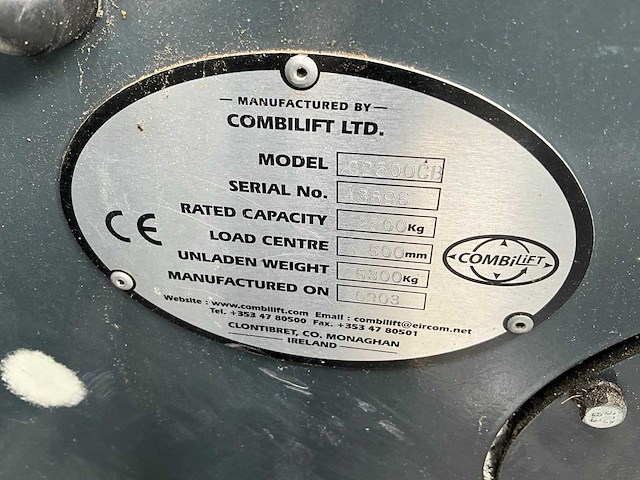 MANUFACTURED BY
COMBILIFT LTD.
MODEL
SERIAL No.
RATED CAPACITY Kg
LOAD CENTRE 600mm
UNLADEN WEIGHT 5300Kg
MANUFACTURED ON
CE
COMBiLiFT
Website : www.combilift.com Email : combilift@eircom.net
Tel. +353 47 80500 Fax. +353 47 80501
CLONTIBRET, CO. MONAGHAN
IRELAND